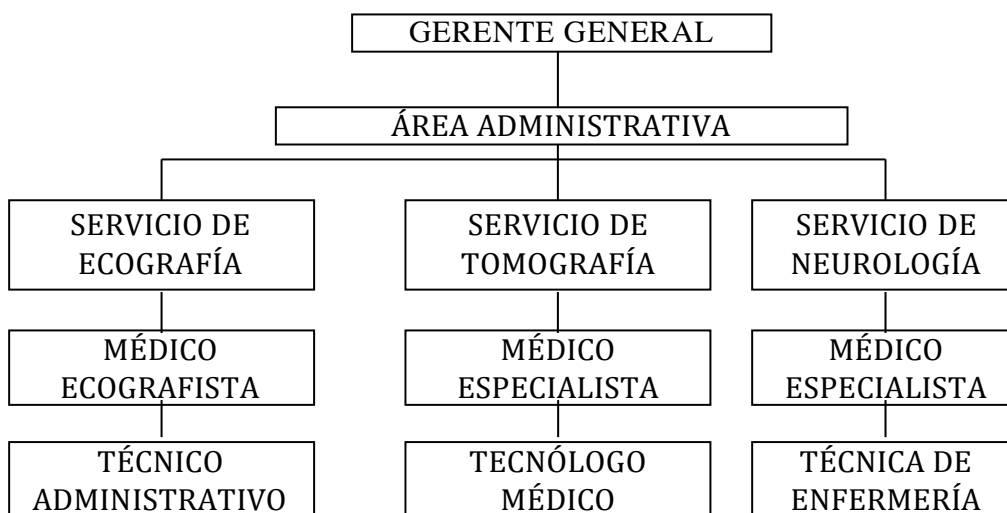 GERENTE GENERAL
ÁREA ADMINISTRATIVA
SERVICIO DE
ECOGRAFÍA
SERVICIO DE
TOMOGRAFÍA
SERVICIO DE
NEUROLOGÍA
MÉDICO
ECOGRAFISTA
MÉDICO
ESPECIALISTA
MÉDICO
ESPECIALISTA
TÉCNICO
ADMINISTRATIVO
TECNÓLOGO
MÉDICO
TÉCNICA DE
ENFERMERÍA